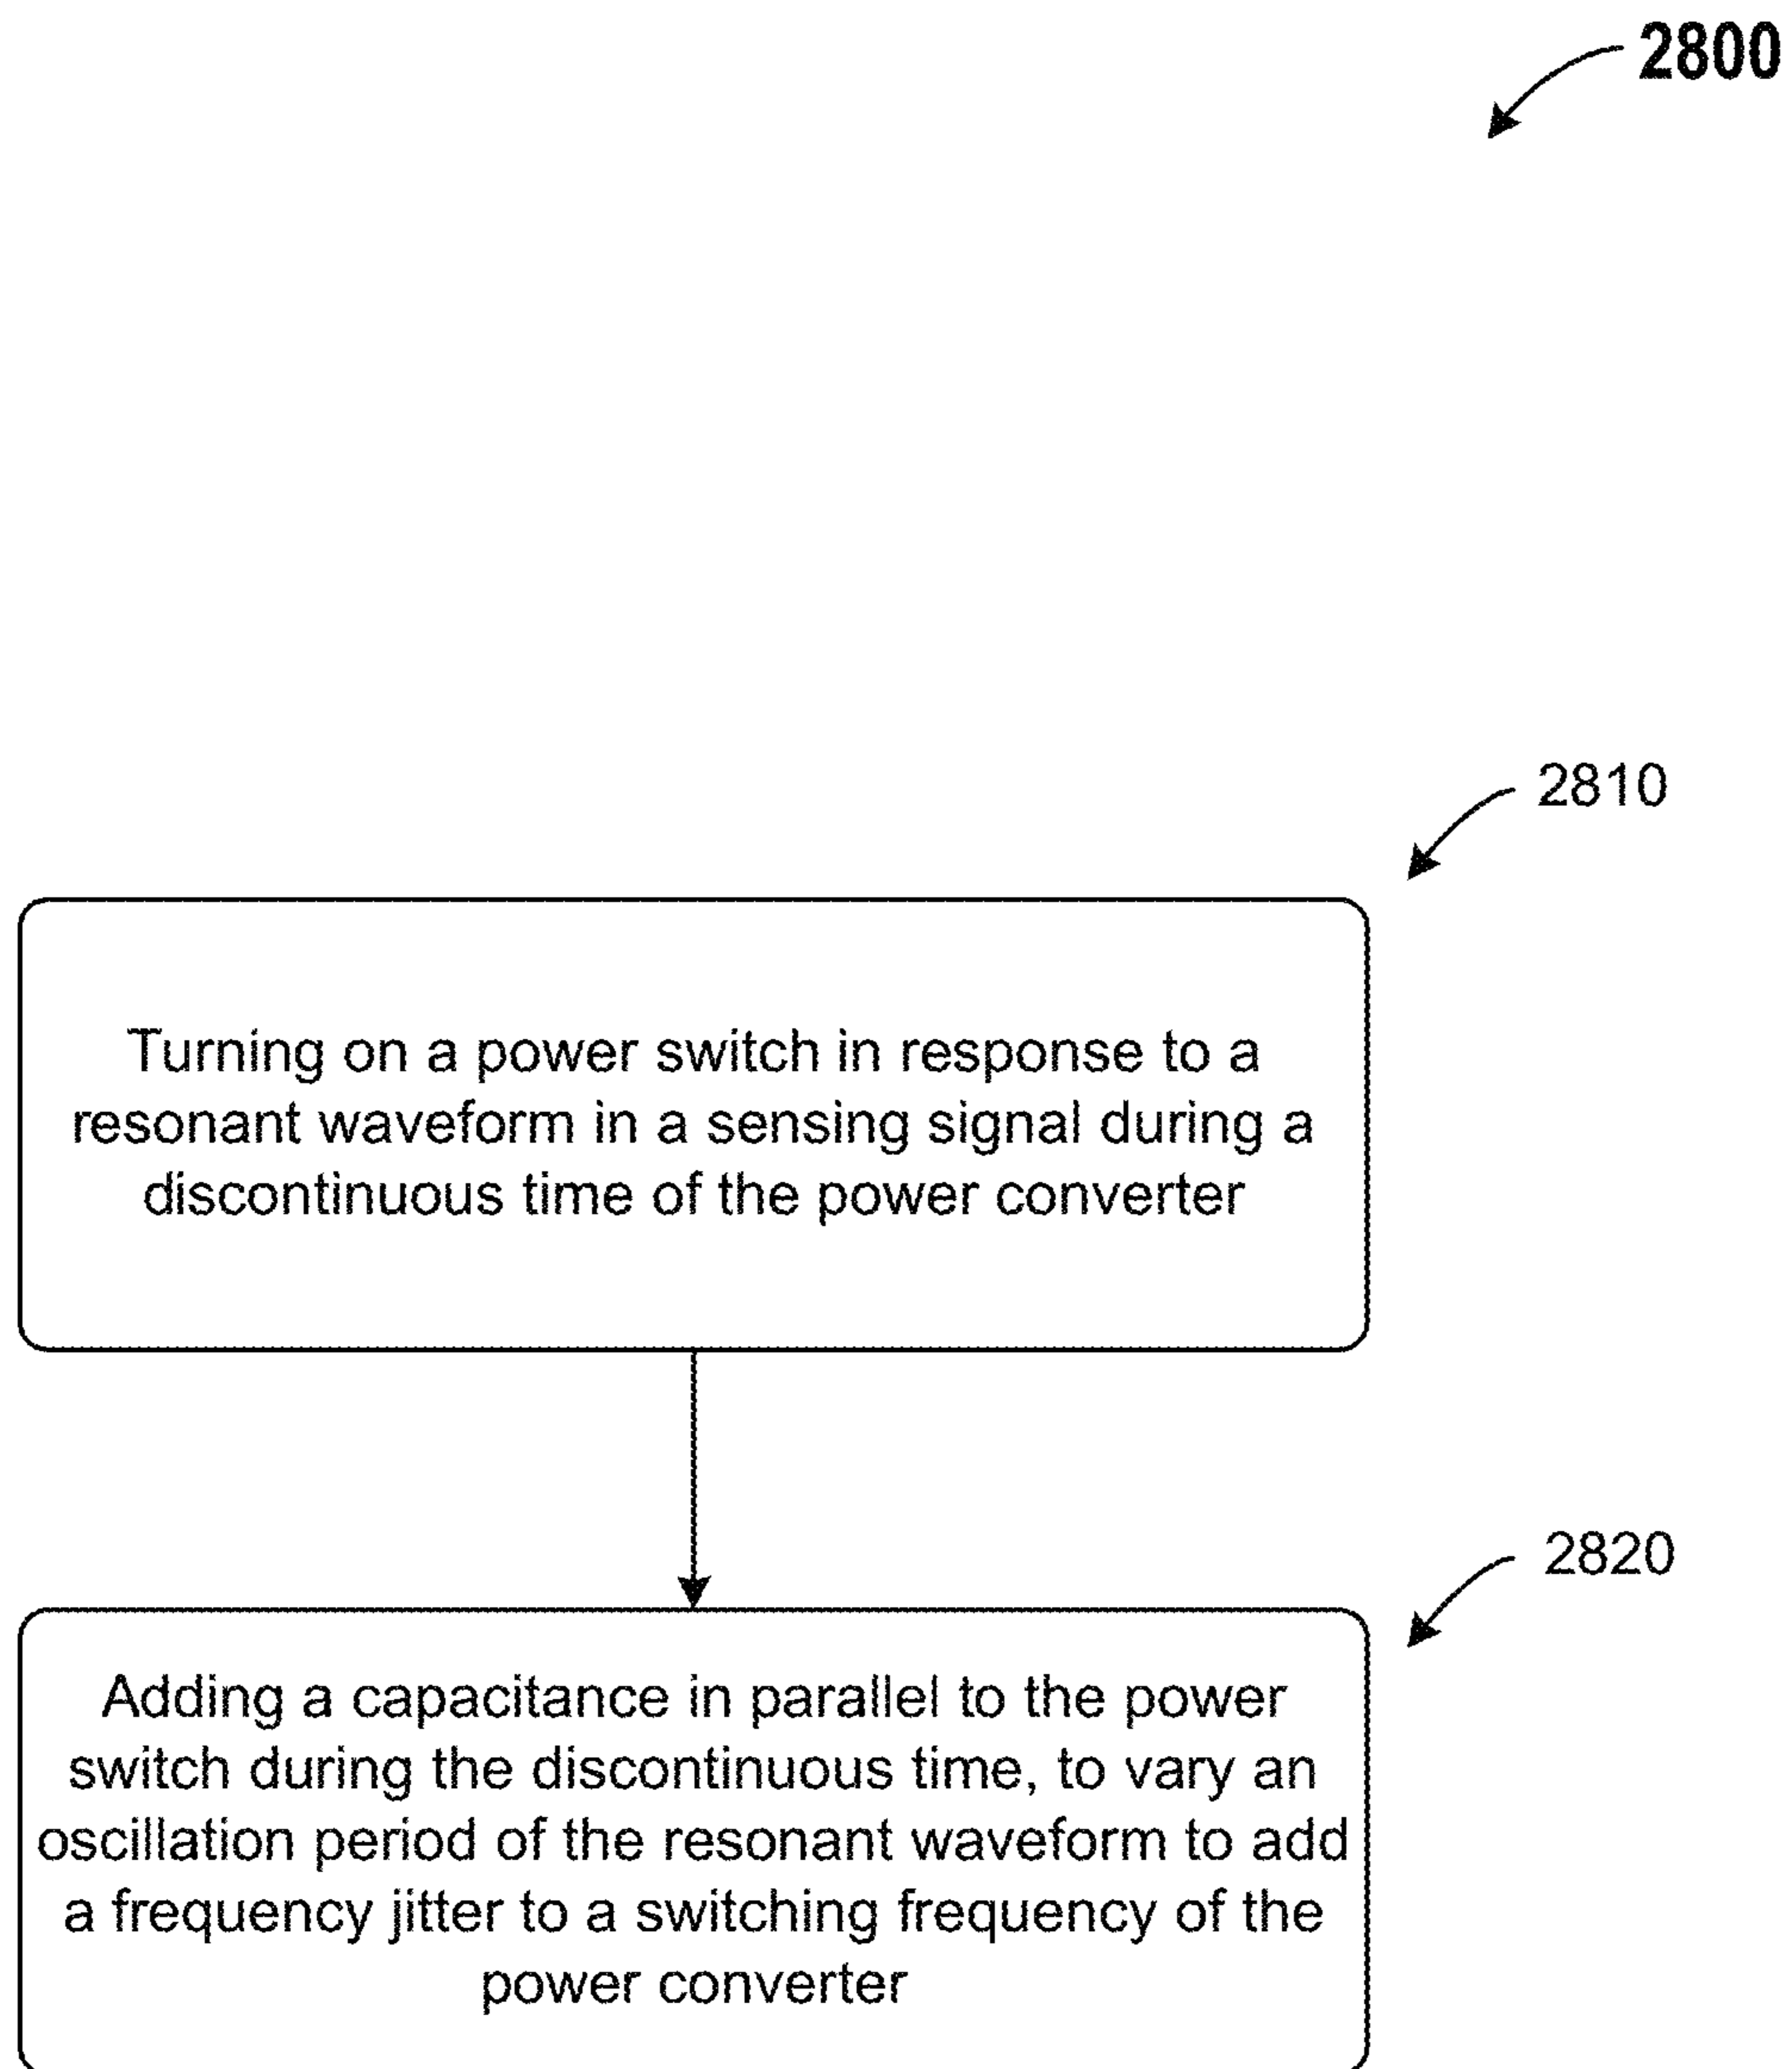 2800
2810
Turning on a power switch in response to a
resonant waveform in a sensing signal during a
discontinuous time of the power converter
2820
Adding a capacitance in parallel to the power
switch during the discontinuous time, to vary an
oscillation period of the resonant waveform to add
a frequency jitter to a switching frequency of the
power converter